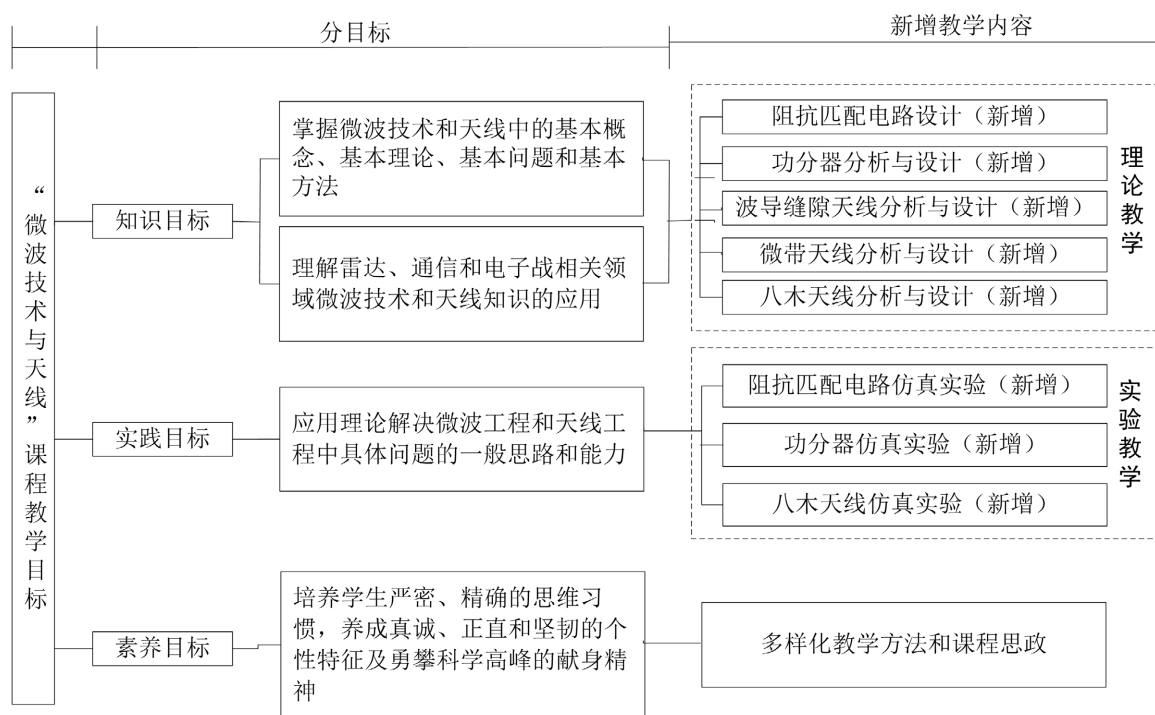 分目标
新增教学内容
“微波技术与天线”课程教学目标
知识目标
掌握微波技术和天线中的基本概
念、基本理论、基本问题和基本
方法
理解雷达、通信和电子战相关领
域微波技术和天线知识的应用
阻抗匹配电路设计（新增）
功分器分析与设计（新增）
波导缝隙天线分析与设计（新增）
微带天线分析与设计（新增）
八木天线分析与设计（新增）
理论教学
实践目标
应用理论解决微波工程和天线工
程中具体问题的一般思路和能力
阻抗匹配电路仿真实验（新增）
功分器仿真实验（新增）
八木天线仿真实验（新增）
实验教学
素养目标
培养学生严密、精确的思维习
惯，养成真诚、正直和坚韧的个
性特征及勇攀科学高峰的献身精
神
多样化教学方法和课程思政